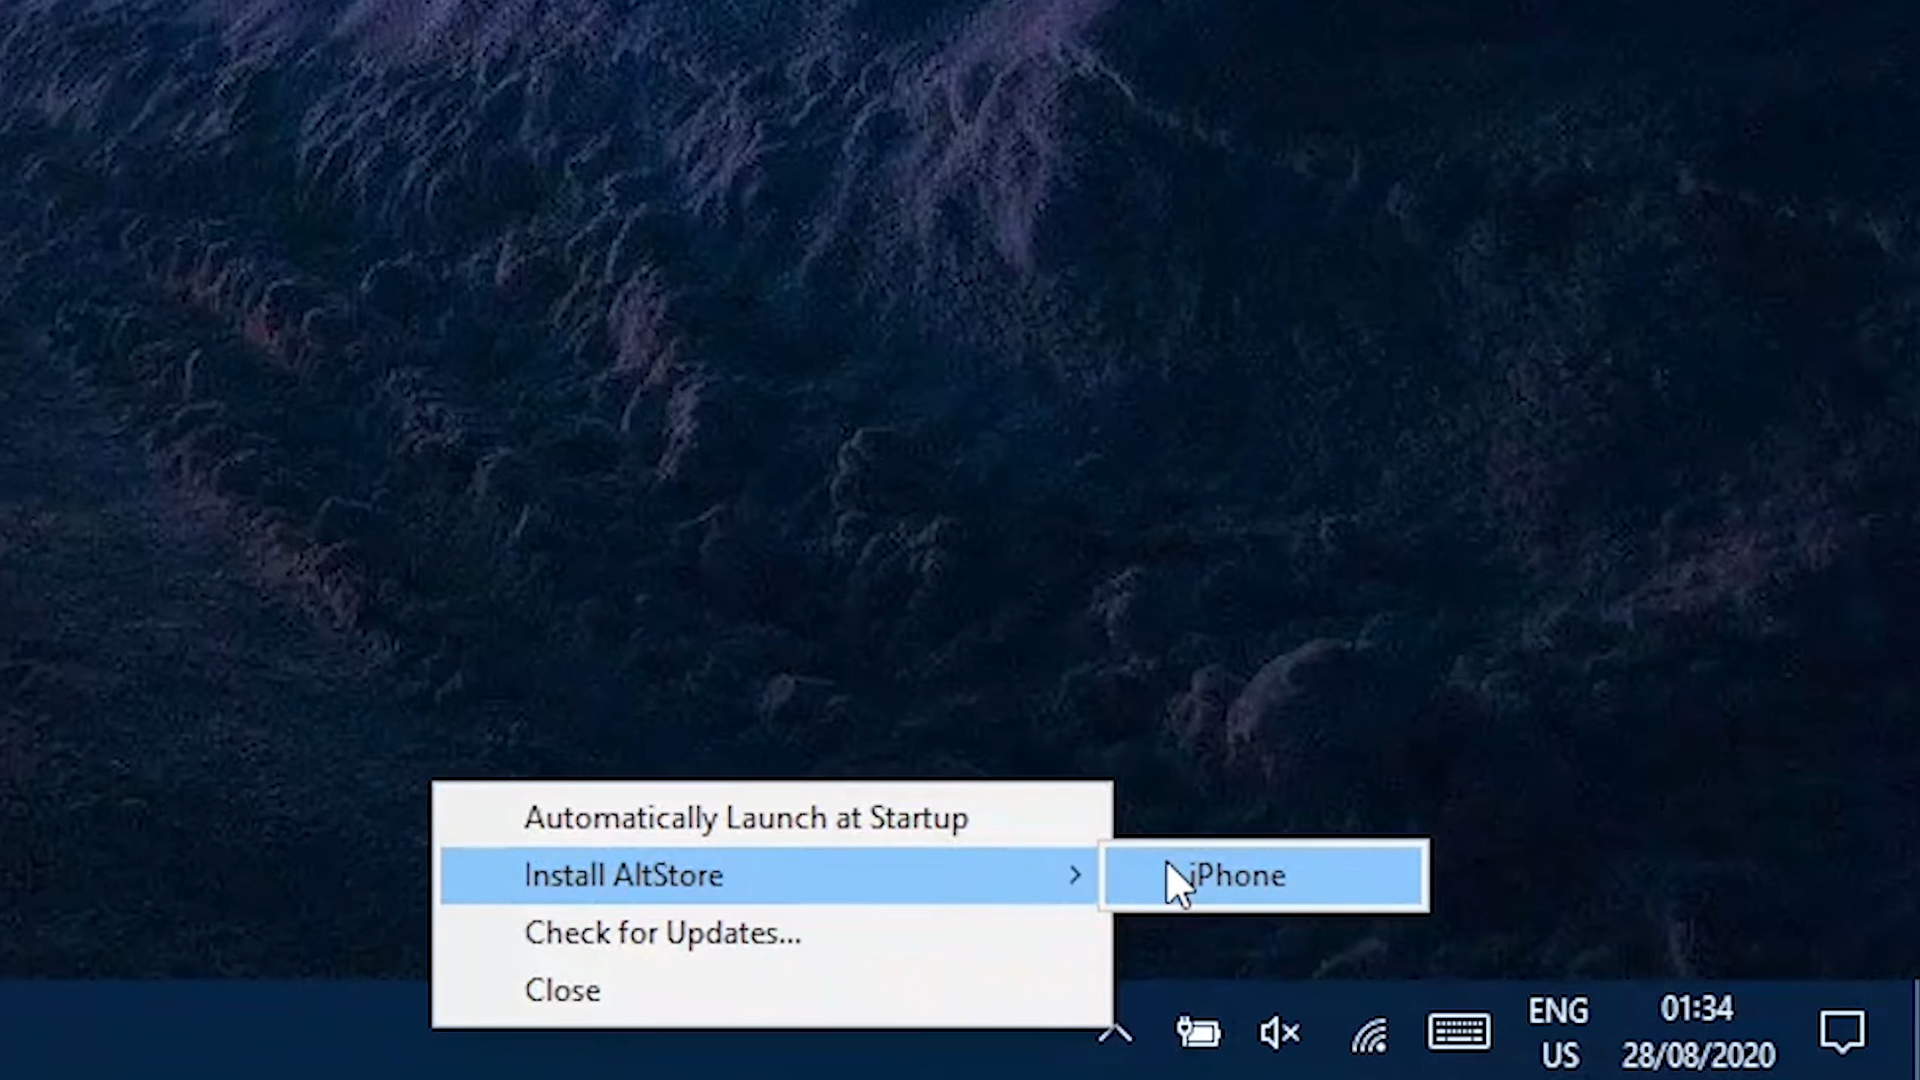 Automatically Launch at Startup
Install AltStore
iPhone
Check for Updates...
Close
ENG
US
01:34
28/08/2020